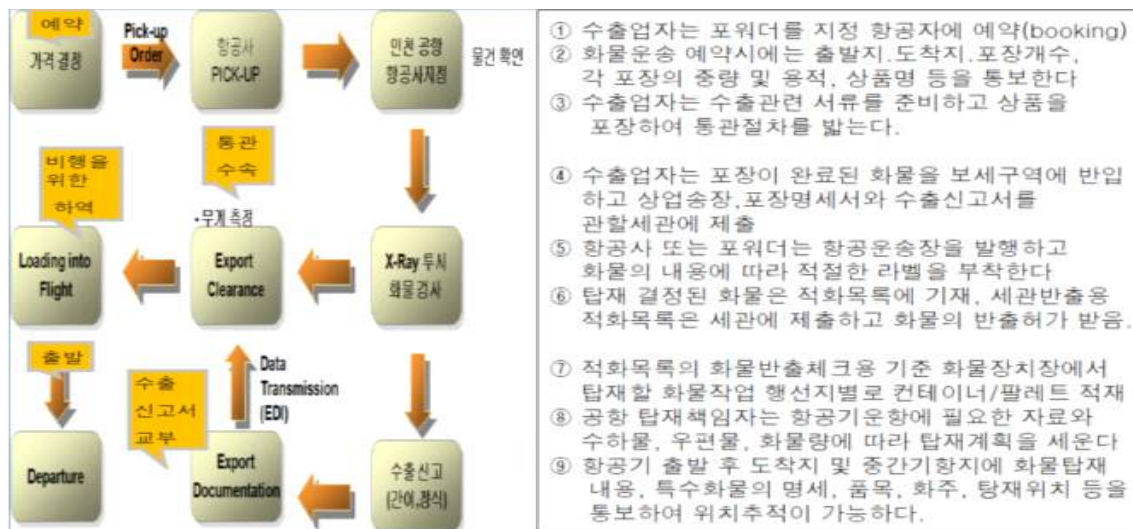 예약
가격 결정
Pick-up
Order
항공사
PICK-UP
인천 공항
항공사지정
물건 확인
비행을
위한
하역
통관
수속
•무게 측정
Loading into
Flight
Export
Clearance
X-Ray 투시
화물 검사
출발
수출
신고서
교부
Data
Transmission
(EDI)
Departure
Export
Documentation
수출 신고
(간이,정식)
① 수출업자는 포워더를 지정 항공자에 예약(booking)
② 화물운송 예약시에는 출발지.도착지.포장개수,
각 포장의 중량 및 용적, 상품명 등을 통보한다
③ 수출업자는 수출관련 서류를 준비하고 상품을
포장하여 통관절차를 밟는다.
④ 수출업자는 포장이 완료된 화물을 보세구역에 반입
하고 상업송장,포장명세서와 수출신고서를
관할세관에 제출
⑤ 항공사 또는 포워더는 항공운송장을 발행하고
화물의 내용에 따라 적절한 라벨을 부착한다
⑥ 탑재 결정된 화물은 적화목록에 기재, 세관반출용
적화목록은 세관에 제출하고 화물의 반출허가 받음.
⑦ 적화목록의 화물반출체크용 기준 화물장치장에서
탑재할 화물작업 행선지별로 컨테이너/팔레트 적재
⑧ 공항 탑재책임자는 항공기운항에 필요한 자료와
수하물, 우편물, 화물량에 따라 탑재계획을 세운다
⑨ 항공기 출발 후 도착지 및 중간기항지에 화물탑재
내용, 특수화물의 명세, 품목, 화주, 탕재위치 등을
통보하여 위치추적이 가능하다.